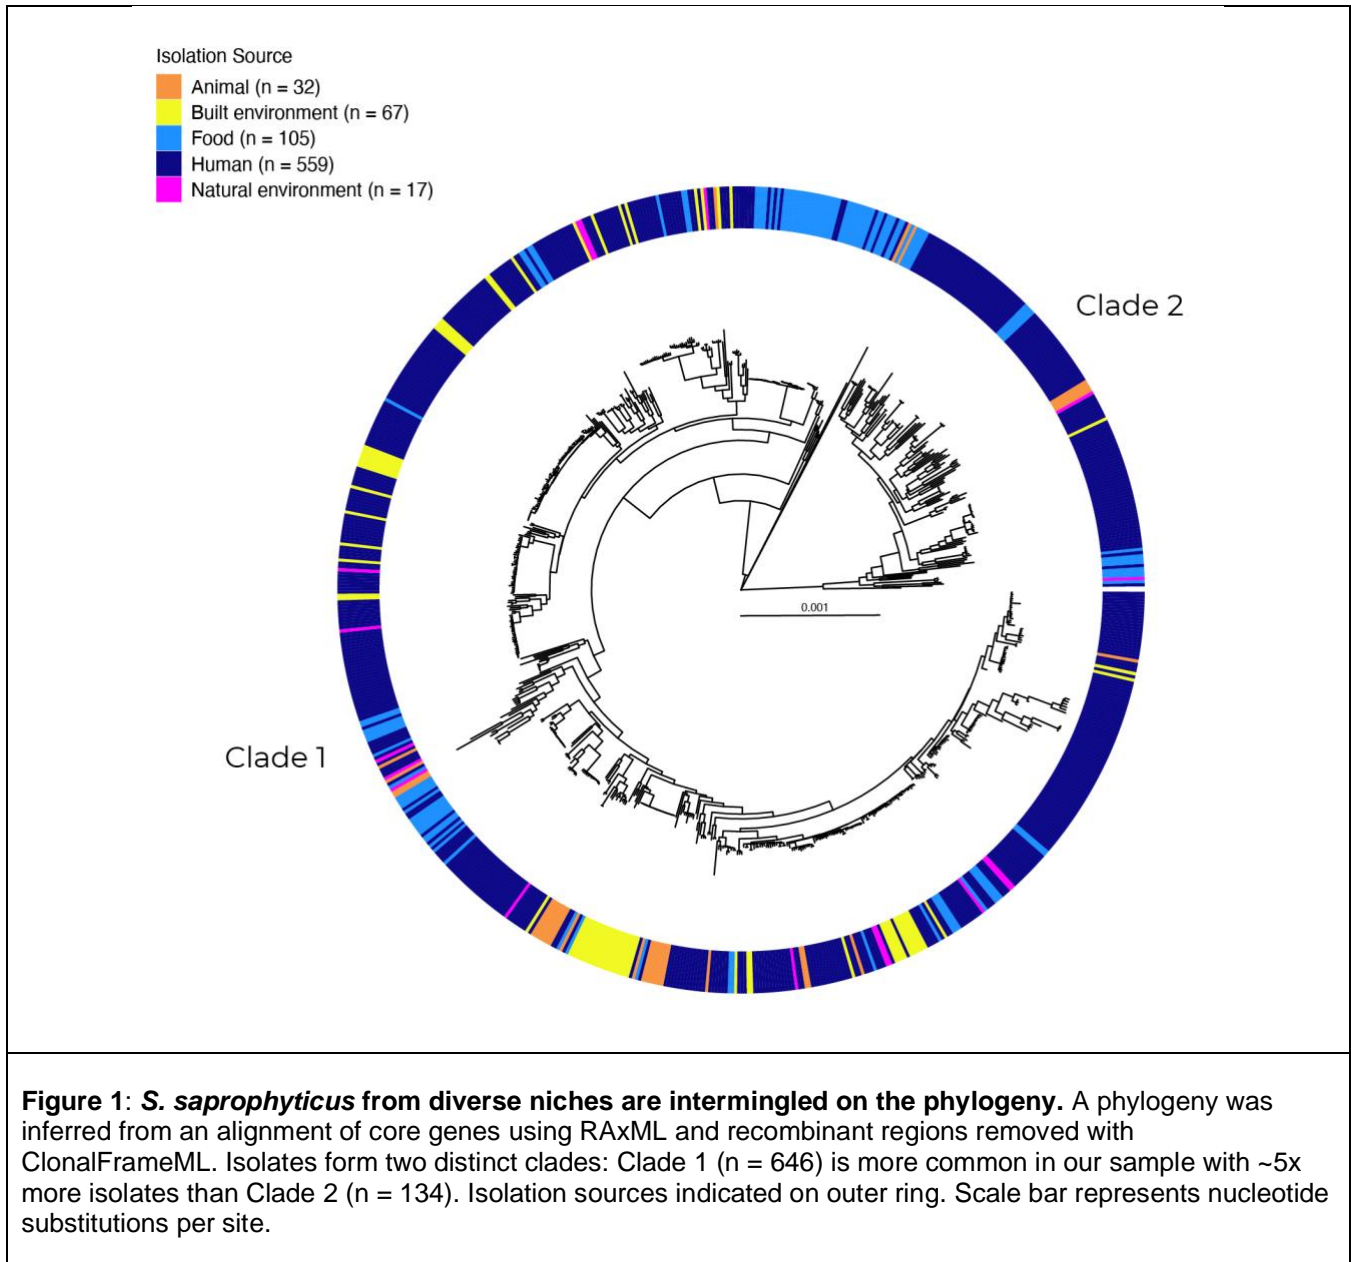 Isolation Source
Animal (n = 32)
Built environment (n = 67)
Food (n = 105)
Human (n = 559)
Natural environment (n = 17)
Clade 2
0.001
Clade 1
Figure 1: S. saprophyticus from diverse niches are intermingled on the phylogeny. A phylogeny was
inferred from an alignment of core genes using RAxML and recombinant regions removed with
ClonalFrameML. Isolates form two distinct clades: Clade 1 (n = 646) is more common in our sample with ~5x
more isolates than Clade 2 (n = 134). Isolation sources indicated on outer ring. Scale bar represents nucleotide
substitutions per site.